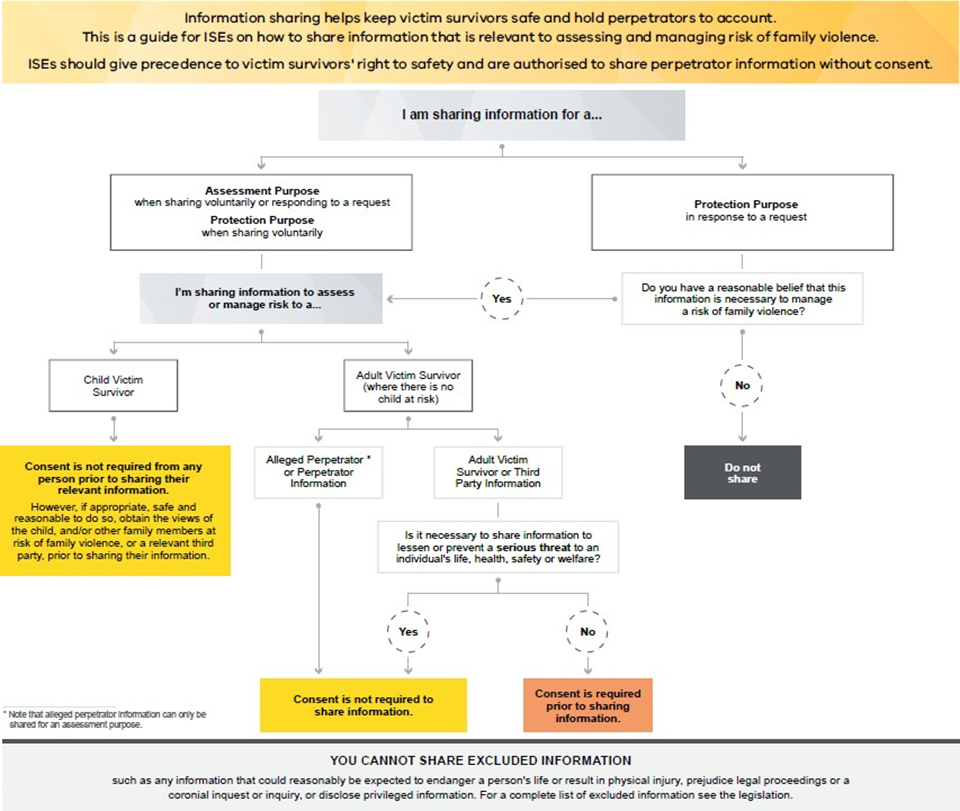 Information sharing helps keep victim survivors safe and hold perpetrators to account.
This is a guide for ISEs on how to share information that is relevant to assessing and managing risk of family violence.
ISEs should give precedence to victim survivors' right to safety and are authorised to share perpetrator information without consent.
I am sharing information for a...
Assessment Purpose
when sharing voluntarily or responding to a request
Protection Purpose
when sharing voluntarily
Protection Purpose
in response to a request
I'm sharing information to assess
or manage risk to a...
Yes
Do you have a reasonable belief that this
information is necessary to manage
a risk of family violence?
Child Victim
Survivor
Adult Victim Survivor
(where there is no
child at risk)
No
Consent is not required from any
person prior to sharing their
relevant information.
However, if appropriate, safe and
reasonable to do so, obtain the views of
the child, and/or other family members at
risk of family violence, or a relevant third
party, prior to sharing their information.
Alleged Perpetrator *
or Perpetrator
Information
Adult Victim
Survivor or Third
Party Information
Do not
share
Is it necessary to share information to
lessen or prevent a serious threat to an
individual's life, health, safety or welfare?
Yes
No
Consent is not required to
share information.
Consent is required
prior to sharing
information.
* Note that alleged perpetrator information can only be
shared for an assessment purpose.
YOU CANNOT SHARE EXCLUDED INFORMATION
such as any information that could reasonably be expected to endanger a person's life or result in physical injury, prejudice legal proceedings or a
coronial inquest or inquiry, or disclose privileged information. For a complete list of excluded information see the legislation.